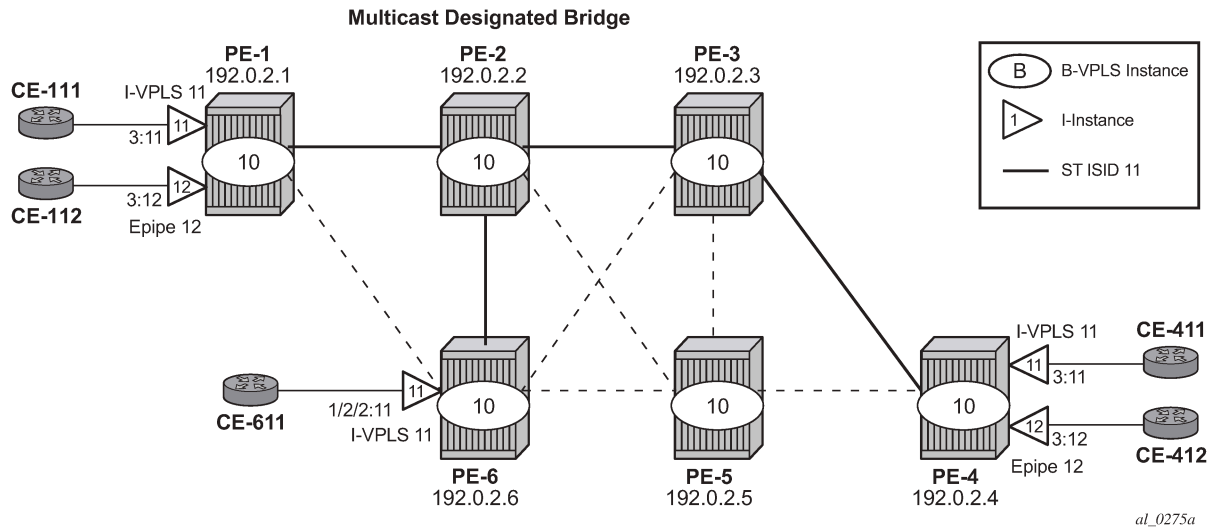 Multicast Designated Bridge
PE-1
192.0.2.1
PE-2
192.0.2.2
PE-3
192.0.2.3
B
B-VPLS Instance
1
I-Instance
ST ISID 11
CE-111
I-VPLS 11
11
3:11
10
10
10
CE-112
12
3:12
Epipe 12
CE-611
11
1/2/2:11
I-VPLS 11
10
PE-6
192.0.2.6
10
PE-5
192.0.2.5
10
PE-4
192.0.2.4
I-VPLS 11
11
3:11
CE-411
12
3:12
Epipe 12
CE-412
al_0275a